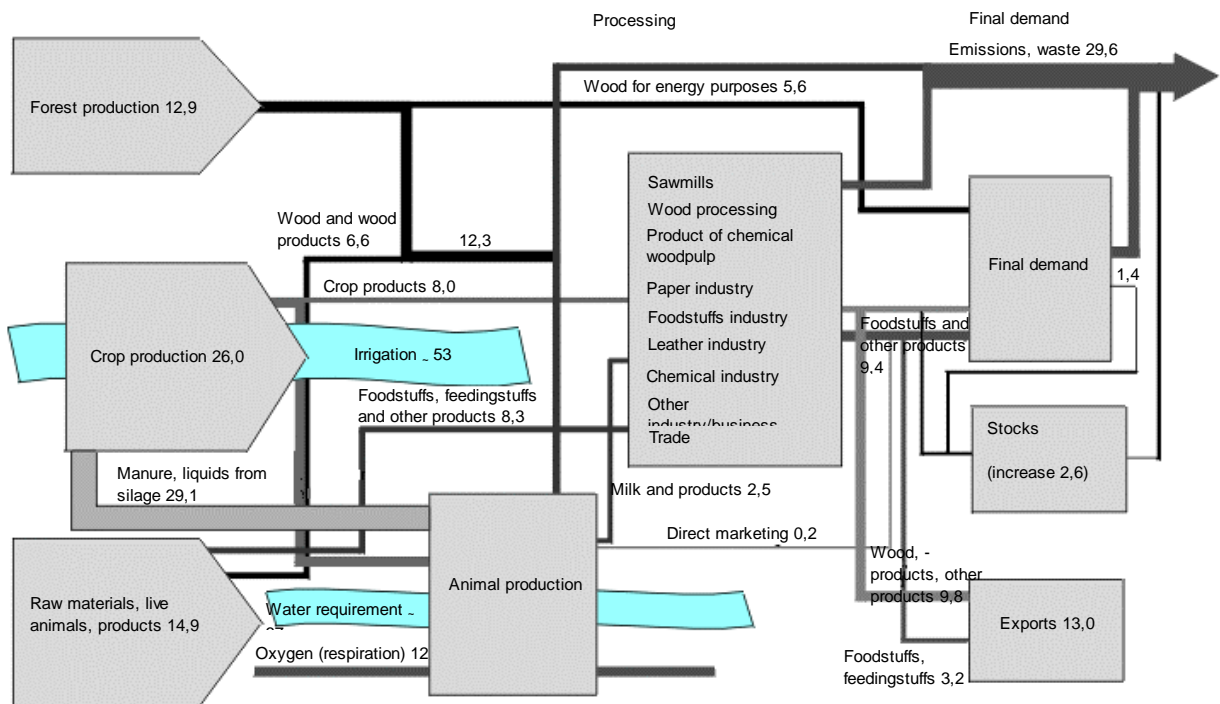 Processing
Final demand
Emissions, waste 29,6
Wood for energy purposes 5,6
Forest production 12,9
Sawmills
Wood processing
Product of chemical
woodpulp
Paper industry
Foodstuffs industry
Leather industry
Chemical industry
Other
industry/business
Trade
Wood and wood
products 6,6
12,3
Crop products 8,0
Final demand
1,4
Crop production 26,0
Irrigation ~ 53
Foodstuffs and
other products
9,4
Foodstuffs, feedingstuffs
and other products 8,3
Stocks
(increase 2,6)
Manure, liquids from
silage 29,1
Milk and products 2,5
Direct marketing 0,2
Animal production
Wood, -
products, other
products 9,8
Raw materials, live
animals, products 14,9
Water requirement ~
Exports 13,0
Oxygen (respiration) 12
Foodstuffs,
feedingstuffs 3,2